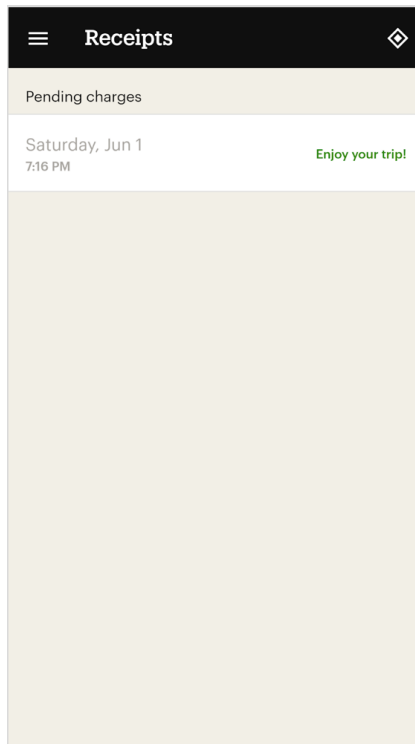 Receipts
Pending charges
Saturday, Jun 1
7:16 PM
Enjoy your trip!